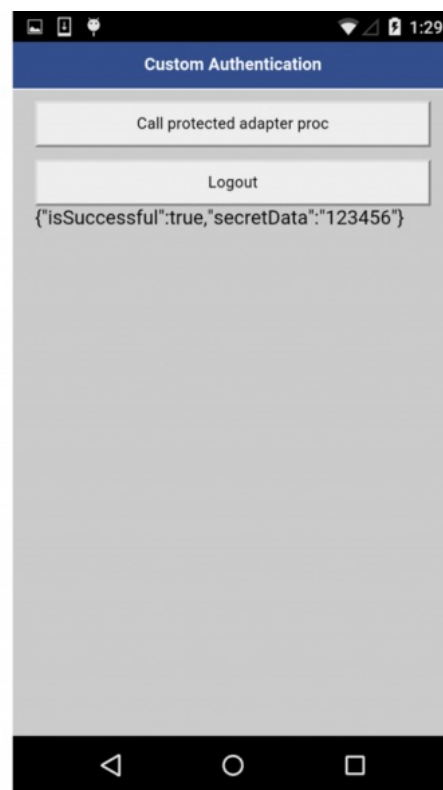 1:29
Custom Authentication
Call protected adapter proc
Logout
{"isSuccessful":true,"secretData":"123456"}